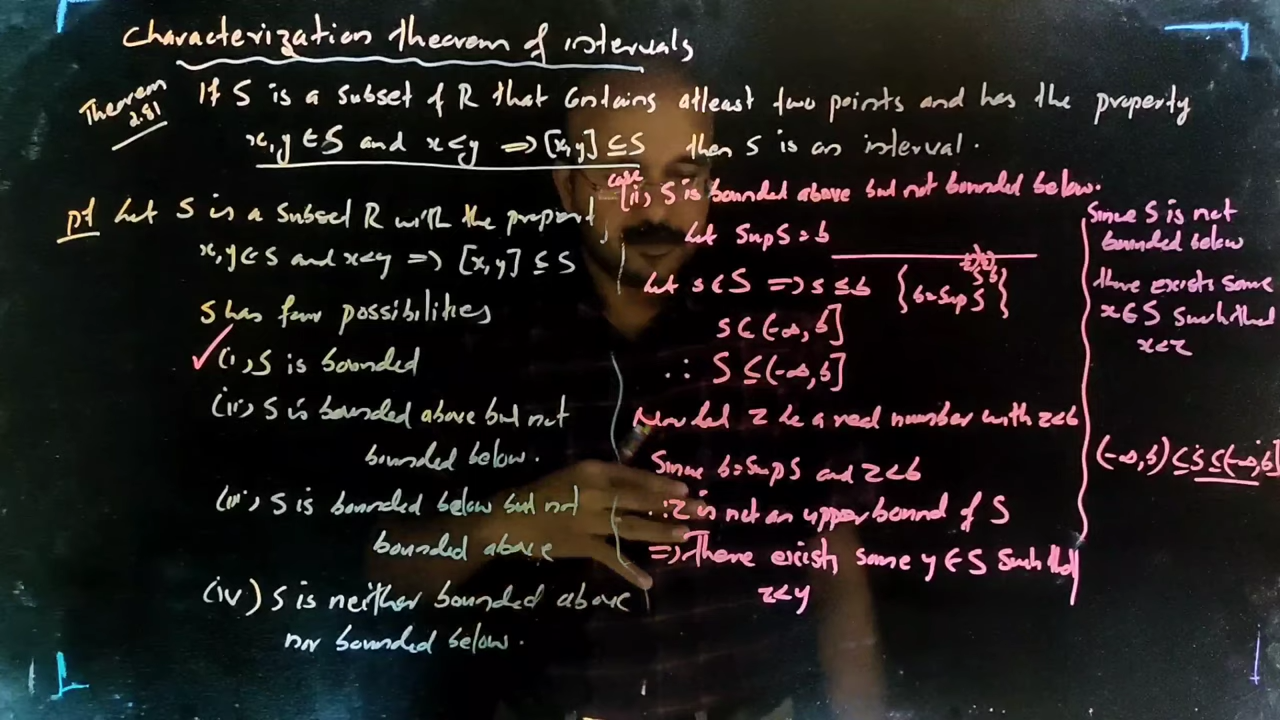 Characterization theorem of intervals
Theorem 2.81
If S is a subset of R that contains atleast two points and has the property
x,y ∈ S and x<y ⇒ [x,y] ⊆ S then S is an interval.
pf Let S is a subset R with the property
x,y ∈ S and x<y ⇒ [x,y] ⊆ S
S has four possibilities
(i) S is bounded
(ii) S is bounded above but not
bounded below.
(iii) S is bounded below but not
bounded above
(iv) S is neither bounded above
nor bounded below.
case (ii) S is bounded above but not bounded below.
Let Sup S = b
Let s ∈ S ⇒ s ≤ b {b = Sup S}
s ∈ (-∞, b]
∴ S ⊆ (-∞, b]
Now let z be a real number with z<b
Since b = Sup S and z<b
∴ z is not an upper bound of S
⇒ There exists some y ∈ S such that
z<y
Since S is not
bounded below
there exists some
x ∈ S such that
x<z
(-∞, b) ⊆ S ⊆ (-∞, b]